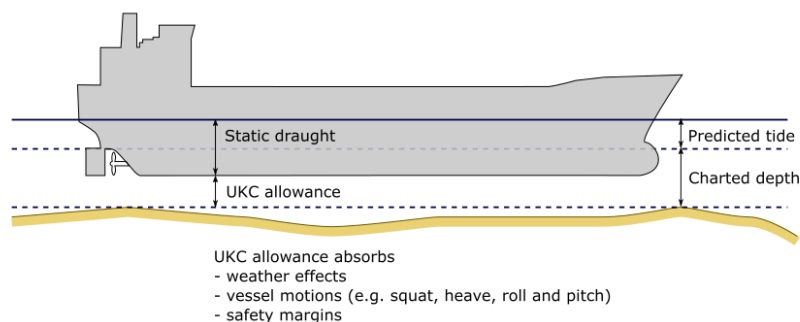 Static draught
Predicted tide
UKC allowance
Charted depth
UKC allowance absorbs
- weather effects
- vessel motions (e.g. squat, heave, roll and pitch)
- safety margins